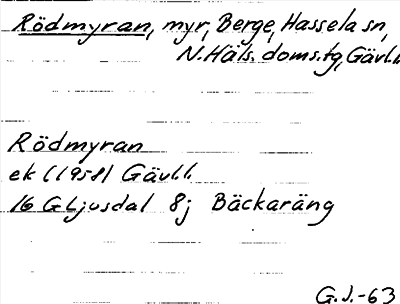 Rödmyran, myr, Berge, Hassela sn,
N. Häls. doms.tg, Gävl.l.
Rödmyran
ek (1958) Gävl.l.
16 G Ljusdal 8j Bäckaräng
G.J.-63